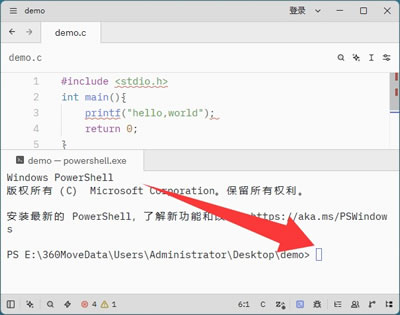 demo
登录
demo.c
demo.c
1 #include <stdio.h>
2 int main(){
3 printf("hello,world");
4 return 0;
5 }
demo — powershell.exe
Windows PowerShell
版权所有 (C) Microsoft Corporation。保留所有权利。
安装最新的 PowerShell，了解新功能和 https://aka.ms/PSWindow
s
PS E:\360MoveData\Users\Administrator\Desktop\demo>
4 1 6:1 C